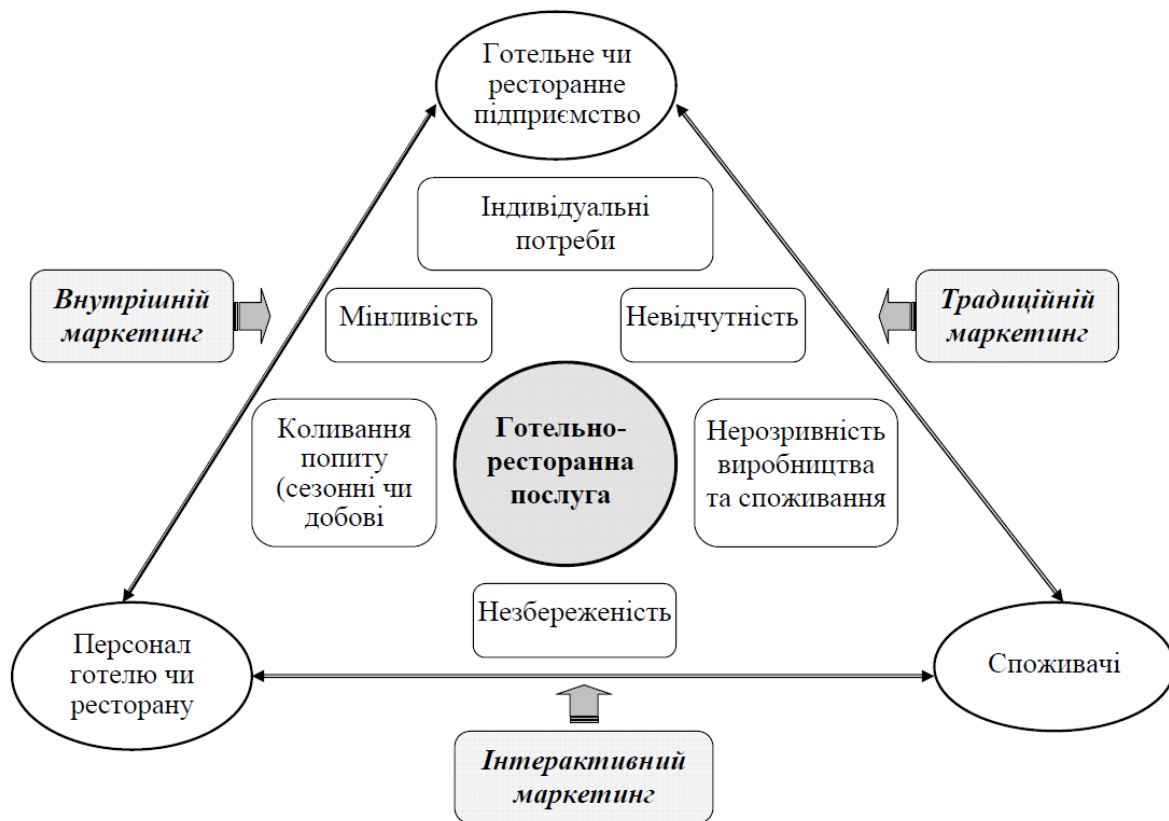 Готельне чи
ресторанне
підприємство
Індивідуальні
потреби
Внутрішній
маркетинг
Мінливість
Невідчутність
Традиційній
маркетинг
Коливання
попиту
(сезонні чи
добові
Готельно-
ресторанна
послуга
Нерозривність
виробництва
та споживання
Незбереженість
Персонал
готелю чи
ресторану
Споживачі
Інтерактивний
маркетинг